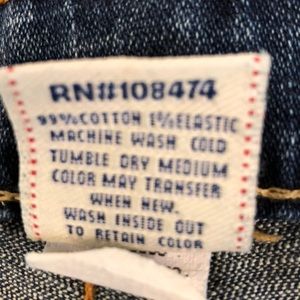 RN#108474
99%COTTON 1%ELASTIC
MACHINE WASH COLD
TUMBLE DRY MEDIUM
COLOR MAY TRANSFER
WHEN NEW.
WASH INSIDE OUT
TO RETAIN COLOR